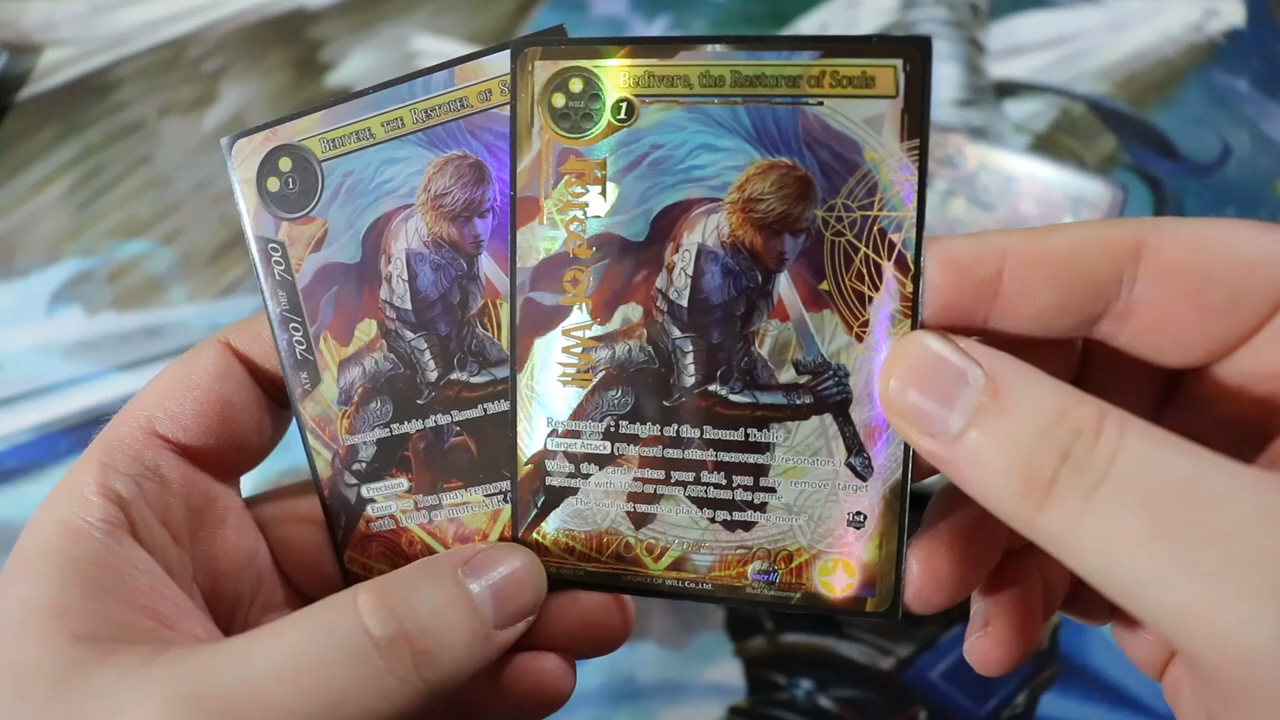 BEDIVERE, THE RESTORER OF S
1
ATK 700 / DEF 700
Resonator: Knight of the Round Table
Precision
Enter → You may remove
with 1000 or more ATK
Bedivere, the Restorer of Souls
WILL
1
Force of Will
Resonator : Knight of the Round Table
Target Attack (This card can attack recovered J/resonators.)
When this card enters your field, you may remove target
resonator with 1000 or more ATK from the game.
"The soul just wants a place to go, nothing more."
1st
700 / DEF 700
©FORCE OF WILL Co.,Ltd.